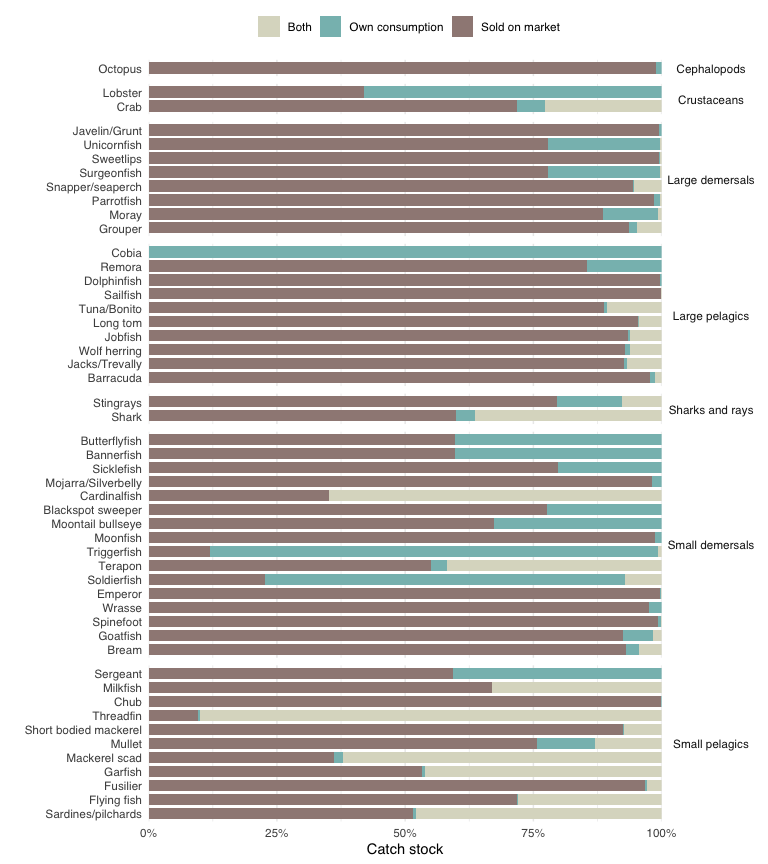 Both Own consumption Sold on market
Octopus
Cephalopods
Lobster
Crab
Crustaceans
Javelin/Grunt
Unicornfish
Sweetlips
Surgeonfish
Snapper/seaperch
Parrotfish
Moray
Grouper
Large demersals
Cobia
Remora
Dolphinfish
Sailfish
Tuna/Bonito
Long tom
Jobfish
Wolf herring
Jacks/Trevally
Barracuda
Large pelagics
Stingrays
Shark
Sharks and rays
Butterflyfish
Bannerfish
Sicklefish
Mojarra/Silverbelly
Cardinalfish
Blackspot sweeper
Moontail bullseye
Moonfish
Triggerfish
Terapon
Soldierfish
Emperor
Wrasse
Spinefoot
Goatfish
Bream
Small demersals
Sergeant
Milkfish
Chub
Threadfin
Short bodied mackerel
Mullet
Mackerel scad
Garfish
Fusilier
Flying fish
Sardines/pilchards
Small pelagics
0% 25% 50% 75% 100%
Catch stock